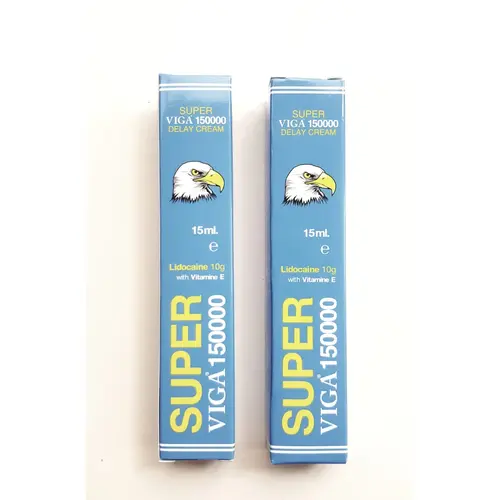 SUPER
VIGA 150000
DELAY CREAM
15ml.
e
Lidocaine 10g
with Vitamine E
SUPER
VIGA® 150000
SUPER
VIGA 150000
DELAY CREAM
15ml.
e
Lidocaine 10g
with Vitamine E
SUPER
VIGA® 150000